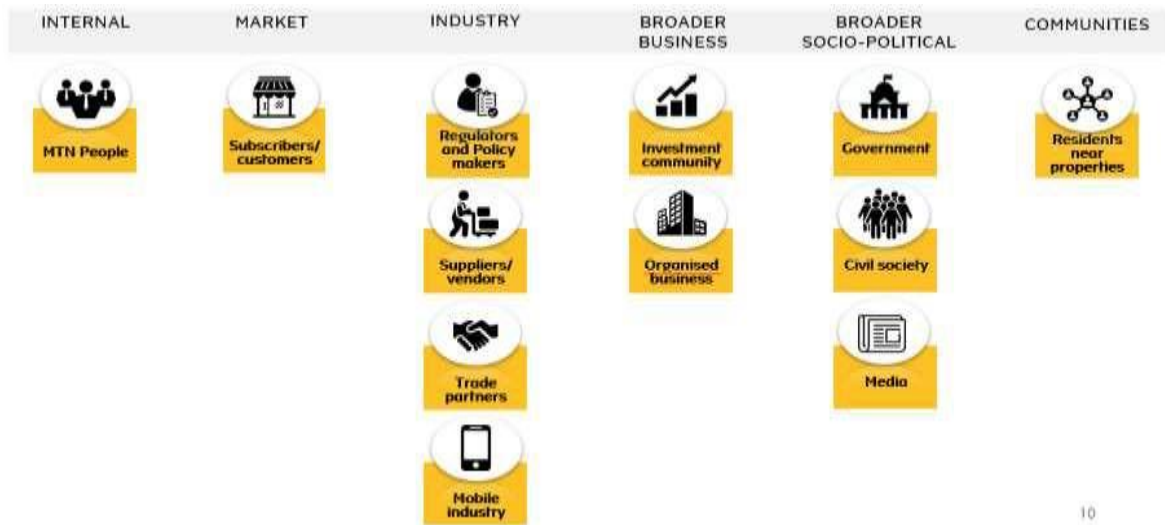 INTERNAL
MARKET
INDUSTRY
BROADER
BUSINESS
BROADER
SOCIO-POLITICAL
COMMUNITIES
MTN People
Subscribers/
customers
Regulators
and Policy
makers
Investment
community
Government
Residents
near
properties
Suppliers/
vendors
Organised
business
Civil society
Trade
partners
Media
Mobile
industry
10